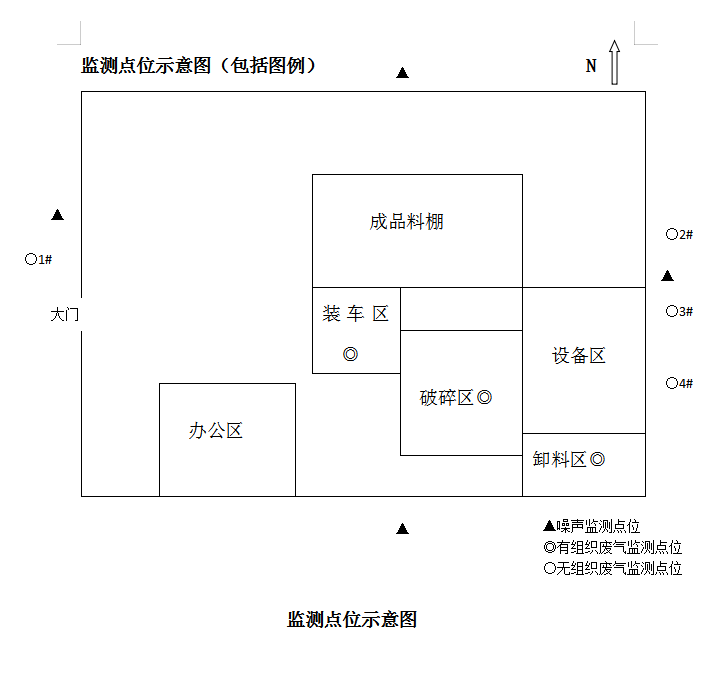 监测点位示意图（包括图例）
N
成品料棚
2#
1#
大门
装车区
3#
设备区
4#
破碎区◎
办公区
卸料区◎
▲噪声监测点位
◎有组织废气监测点位
○无组织废气监测点位
监测点位示意图